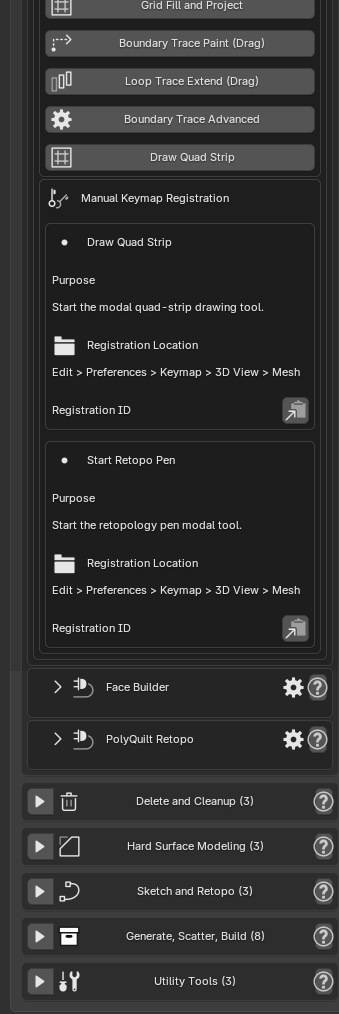 Grid Fill and Project
Boundary Trace Paint (Drag)
Loop Trace Extend (Drag)
Boundary Trace Advanced
Draw Quad Strip
Manual Keymap Registration
Draw Quad Strip
Purpose
Start the modal quad-strip drawing tool.
Registration Location
Edit > Preferences > Keymap > 3D View > Mesh
Registration ID
Start Retopo Pen
Purpose
Start the retopology pen modal tool.
Registration Location
Edit > Preferences > Keymap > 3D View > Mesh
Registration ID
Face Builder
PolyQuilt Retopo
Delete and Cleanup (3)
Hard Surface Modeling (3)
Sketch and Retopo (3)
Generate, Scatter, Build (8)
Utility Tools (3)